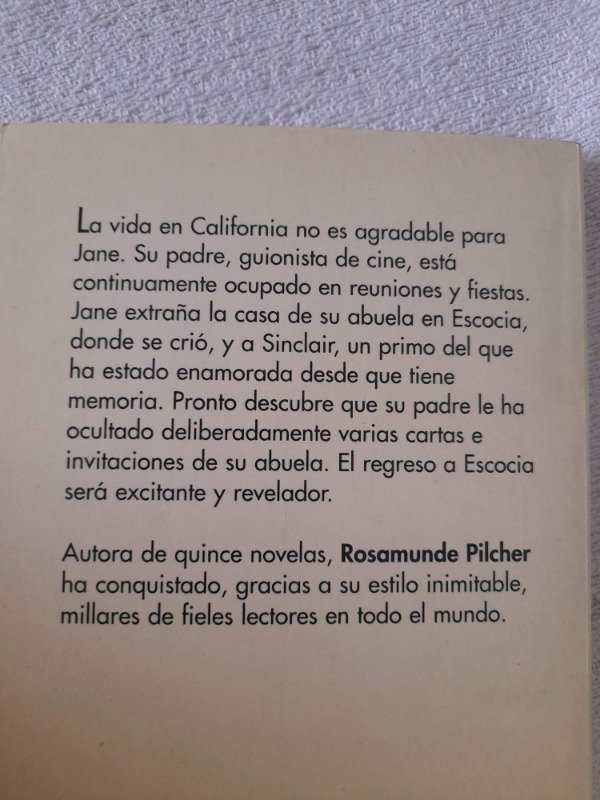 La vida en California no es agradable para
Jane. Su padre, guionista de cine, está
continuamente ocupado en reuniones y fiestas.
Jane extraña la casa de su abuela en Escocia,
donde se crió, y a Sinclair, un primo del que
ha estado enamorada desde que tiene
memoria. Pronto descubre que su padre le ha
ocultado deliberadamente varias cartas e
invitaciones de su abuela. El regreso a Escocia
será excitante y revelador.
Autora de quince novelas, Rosamunde Pilcher
ha conquistado, gracias a su estilo inimitable,
millares de fieles lectores en todo el mundo.